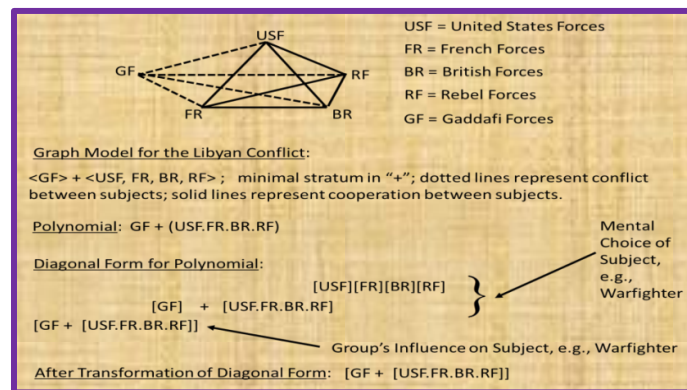 USF
GF
RF
FR
BR
USF = United States Forces
FR = French Forces
BR = British Forces
RF = Rebel Forces
GF = Gaddafi Forces
Graph Model for the Libyan Conflict:
<GF> + <USF, FR, BR, RF> ; minimal stratum in "+"; dotted lines represent conflict
between subjects; solid lines represent cooperation between subjects.
Polynomial: GF + (USF.FR.BR.RF)
Mental
Choice of
Subject,
e.g.,
Warfighter
Diagonal Form for Polynomial:
[USF][FR][BR][RF]
[GF] + [USF.FR.BR.RF]
}
[GF + [USF.FR.BR.RF]]
Group's Influence on Subject, e.g., Warfighter
After Transformation of Diagonal Form: [GF + [USF.FR.BR.RF]]